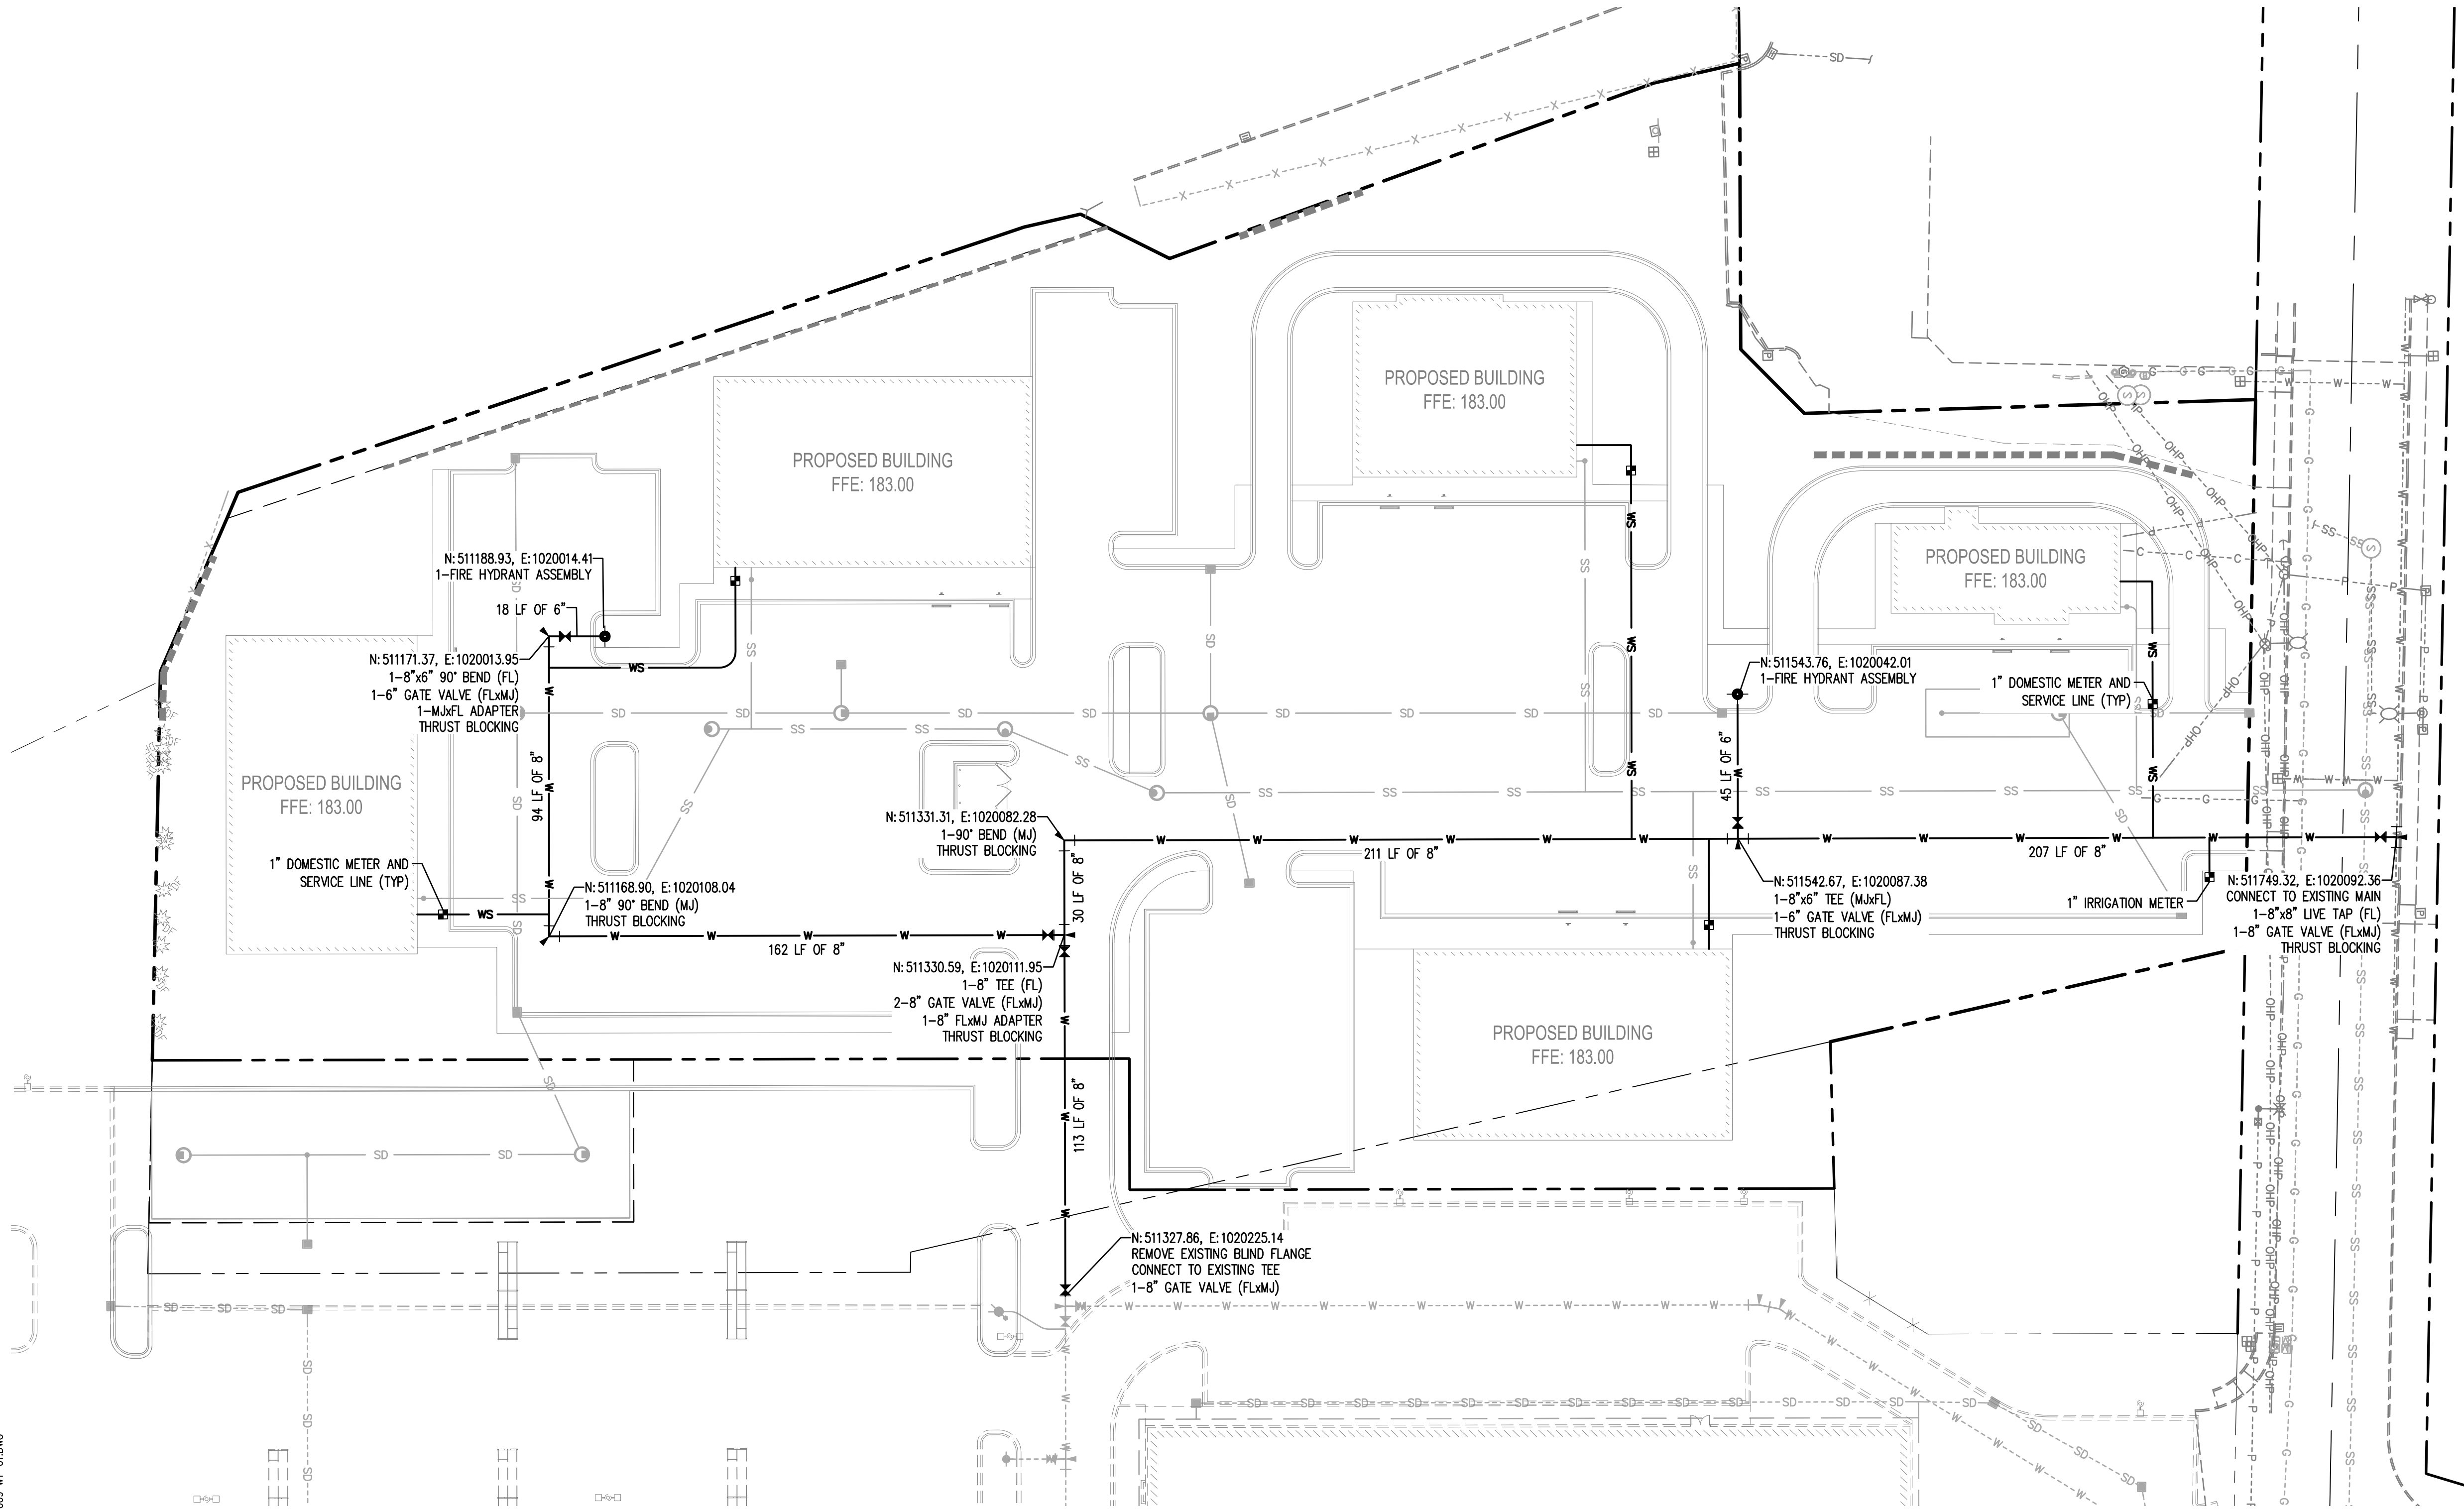 PROPOSED BUILDING
FFE: 183.00
PROPOSED BUILDING
FFE: 183.00
PROPOSED BUILDING
FFE: 183.00
N: 511188.93, E: 1020014.41
1-FIRE HYDRANT ASSEMBLY
18 LF OF 6"
N: 511171.37, E: 1020013.95
1-8"x6" 90° BEND (FL)
1-6" GATE VALVE (FLxMJ)
1-MJxFL ADAPTER
THRUST BLOCKING
N: 511543.76, E: 1020042.01
1-FIRE HYDRANT ASSEMBLY
1" DOMESTIC METER AND
SERVICE LINE (TYP)
PROPOSED BUILDING
FFE: 183.00
94 LF OF 8"
45 LF OF 6"
N: 511331.31, E: 1020082.28
1-90° BEND (MJ)
THRUST BLOCKING
211 LF OF 8"
207 LF OF 8"
1" DOMESTIC METER AND
SERVICE LINE (TYP)
N: 511168.90, E: 1020108.04
1-8" 90° BEND (MJ)
THRUST BLOCKING
30 LF OF 8"
N: 511542.67, E: 1020087.38
1-8"x6" TEE (MJxFL)
1-6" GATE VALVE (FLxMJ)
THRUST BLOCKING
1" IRRIGATION METER
N: 511749.32, E: 1020092.36
CONNECT TO EXISTING MAIN
1-8"x8" LIVE TAP (FL)
1-8" GATE VALVE (FLxMJ)
THRUST BLOCKING
162 LF OF 8"
N: 511330.59, E: 1020111.95
1-8" TEE (FL)
2-8" GATE VALVE (FLxMJ)
1-8" FLxMJ ADAPTER
THRUST BLOCKING
PROPOSED BUILDING
FFE: 183.00
113 LF OF 8"
N: 511327.86, E: 1020225.14
REMOVE EXISTING BLIND FLANGE
CONNECT TO EXISTING TEE
1-8" GATE VALVE (FLxMJ)
SD
SS
WS
W
G
OHP
P
C
X